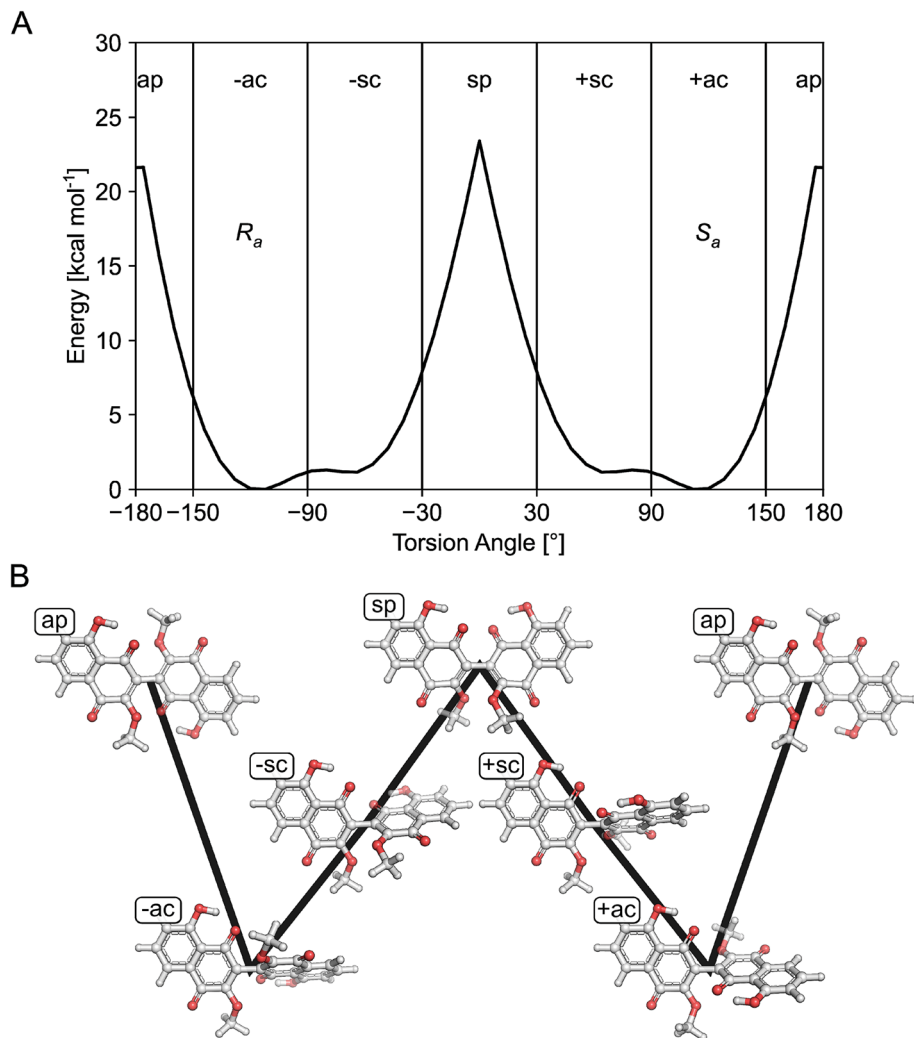 A
30
25
20
15
10
5
0
Energy [kcal mol⁻¹]
ap -ac -sc sp +sc +ac ap
Rₐ Sₐ
−180 −150 −90 −30 30 90 150 180
Torsion Angle [°]
B
ap sp ap
-sc +sc
-ac +ac